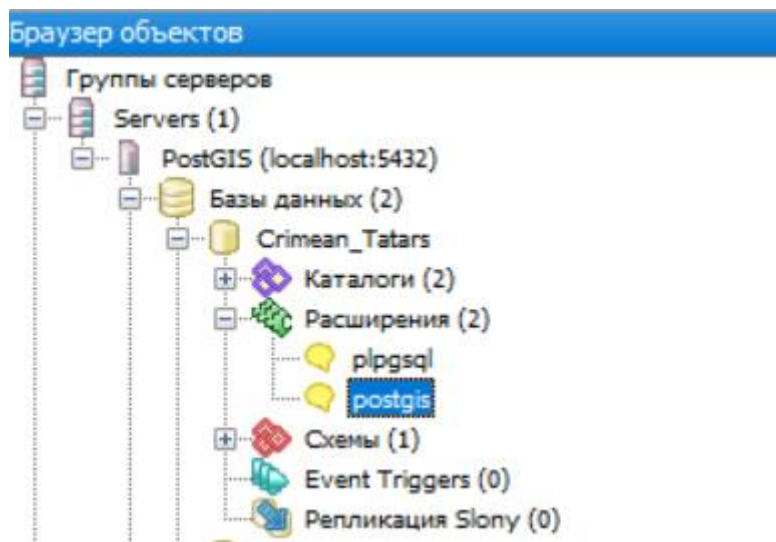 Браузер объектов
Группы серверов
Servers (1)
PostGIS (localhost:5432)
Базы данных (2)
Crimean_Tatars
Каталоги (2)
Расширения (2)
plpgsql
postgis
Схемы (1)
Event Triggers (0)
Репликация Slony (0)